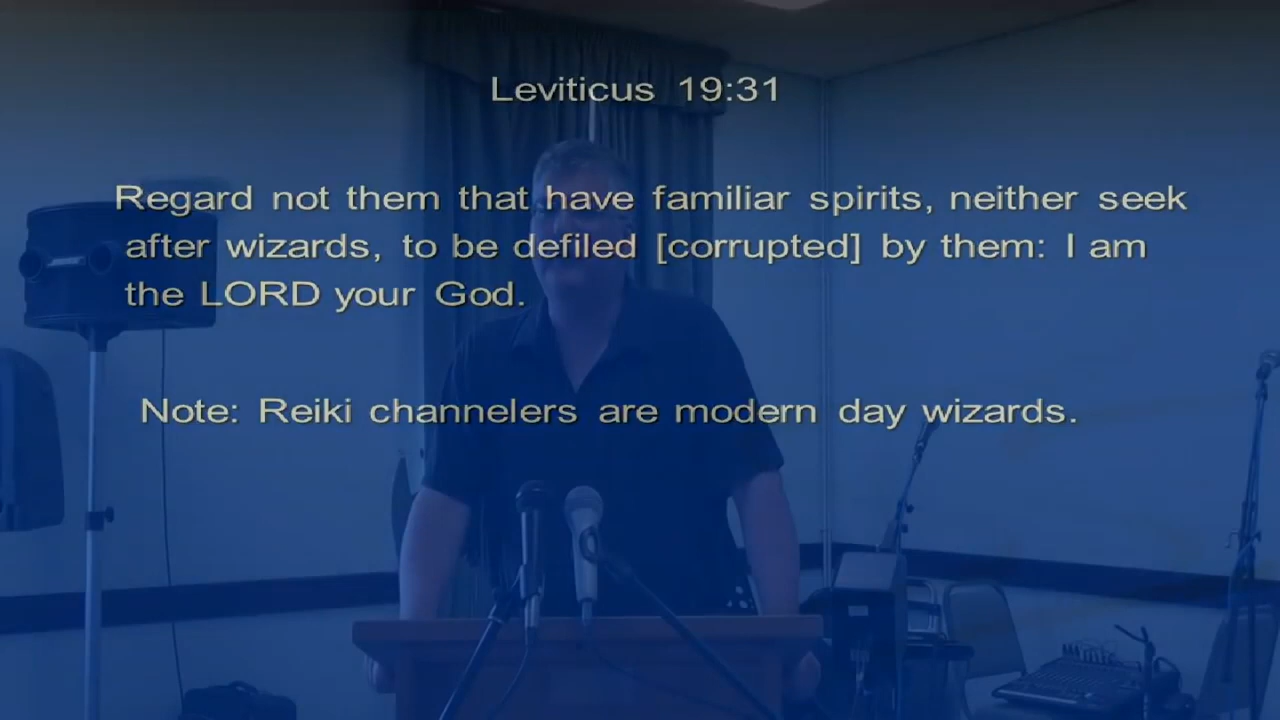 Leviticus 19:31
Regard not them that have familiar spirits, neither seek
after wizards, to be defiled [corrupted] by them: I am
the LORD your God.
Note: Reiki channelers are modern day wizards.